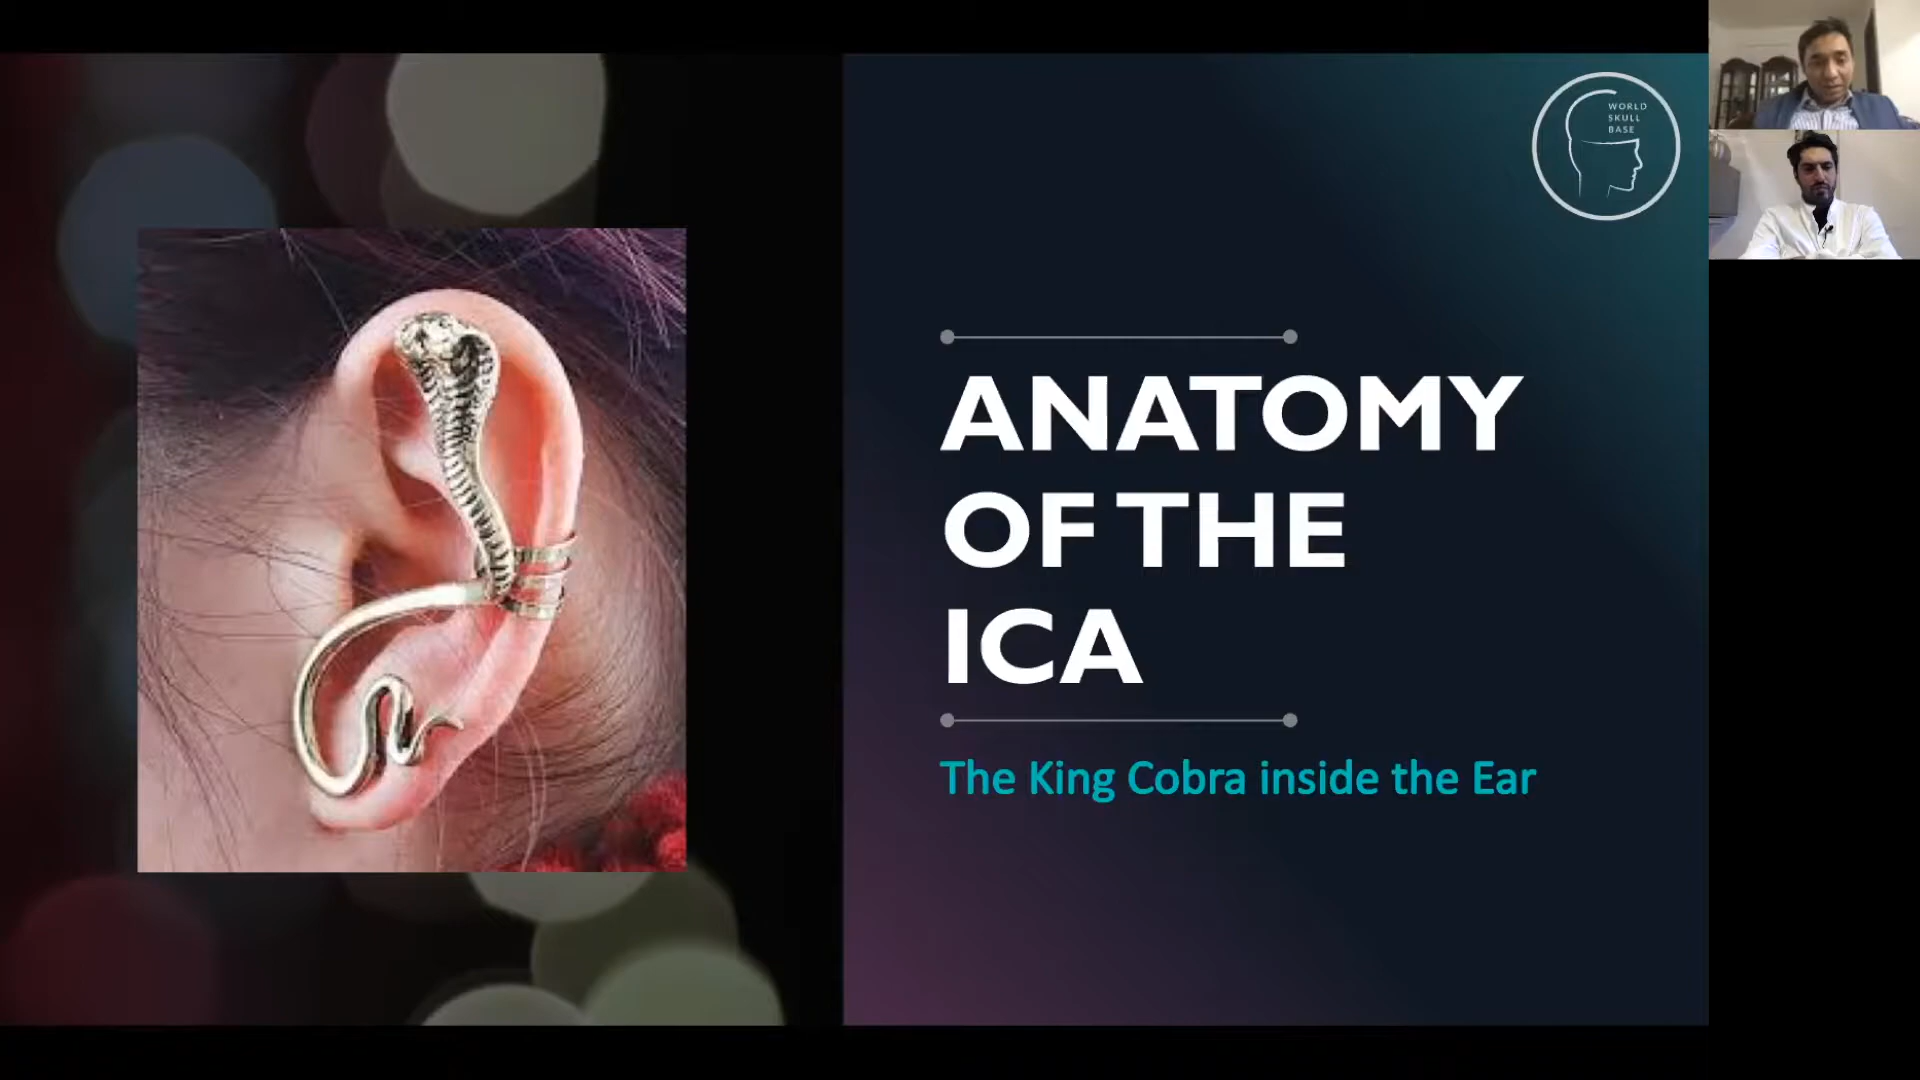 WORLD
SKULL
BASE
ANATOMY
OF THE
ICA
The King Cobra inside the Ear